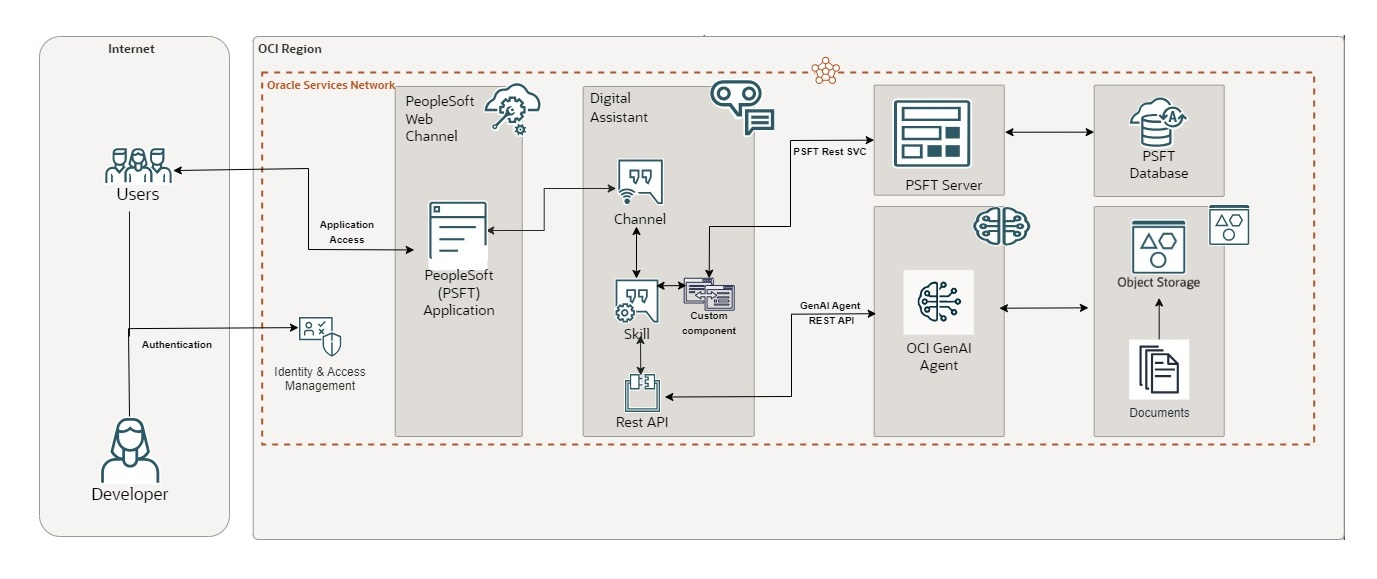 Internet
OCI Region
Oracle Services Network
PeopleSoft
Web
Channel
Digital
Assistant
Users
Application
Access
PeopleSoft
(PSFT)
Application
Channel
Skill
Custom
component
Rest API
PSFT Rest SVC
PSFT Server
A
PSFT
Database
GenAI Agent
REST API
OCI GenAI
Agent
Object Storage
Documents
Authentication
Identity & Access
Management
Developer